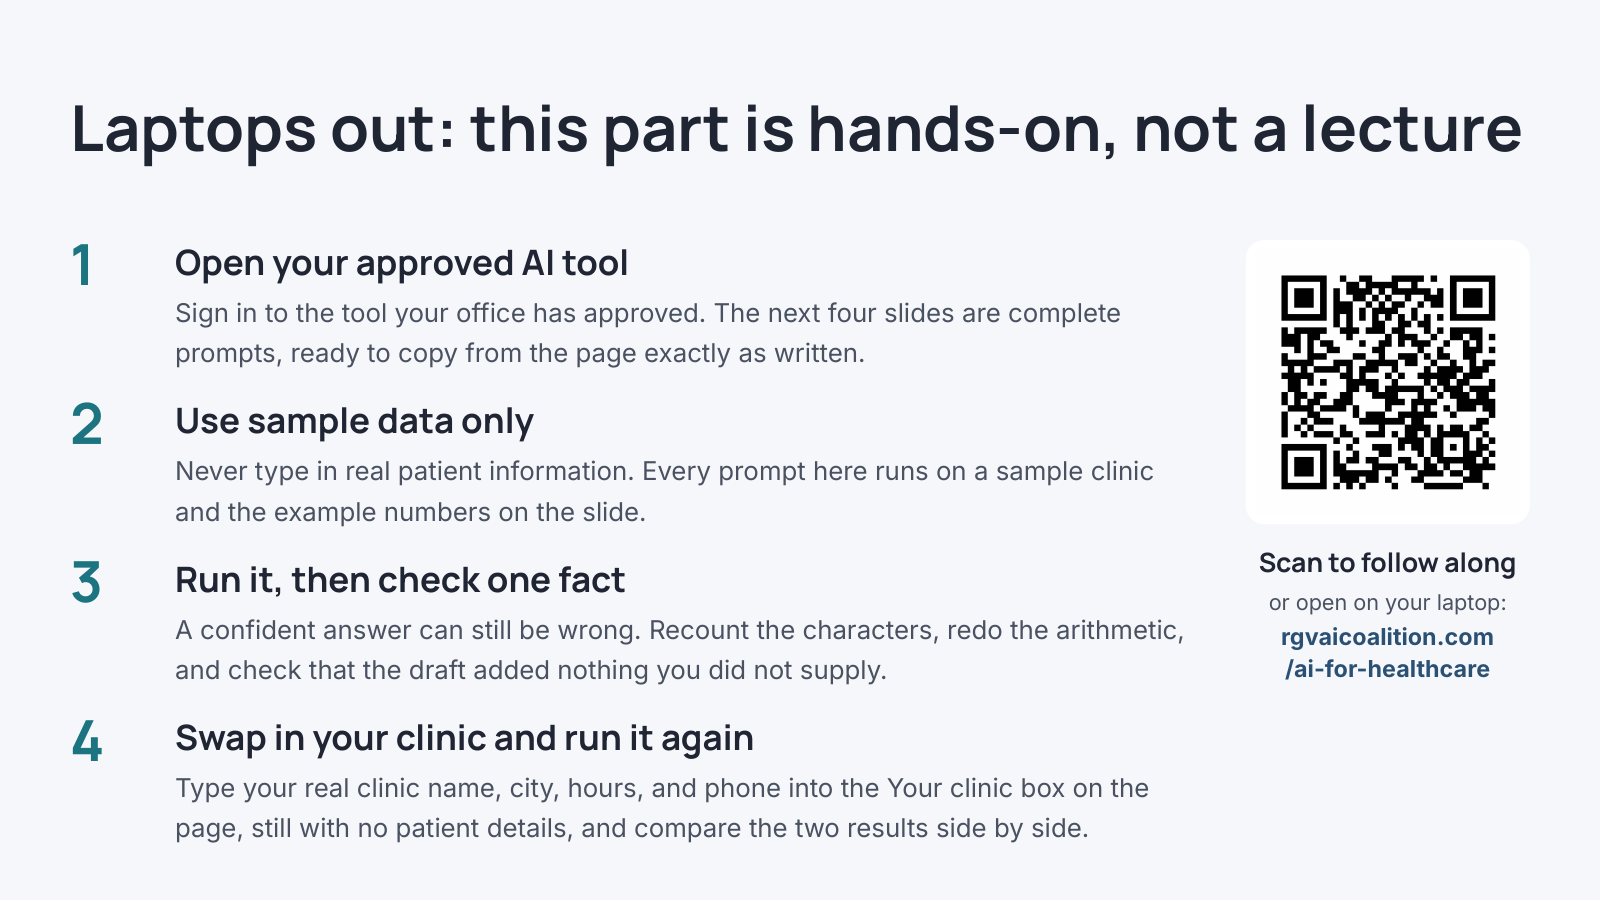 Laptops out: this part is hands-on, not a lecture
1
Open your approved AI tool
Sign in to the tool your office has approved. The next four slides are complete
prompts, ready to copy from the page exactly as written.
2
Use sample data only
Never type in real patient information. Every prompt here runs on a sample clinic
and the example numbers on the slide.
3
Run it, then check one fact
A confident answer can still be wrong. Recount the characters, redo the arithmetic,
and check that the draft added nothing you did not supply.
4
Swap in your clinic and run it again
Type your real clinic name, city, hours, and phone into the Your clinic box on the
page, still with no patient details, and compare the two results side by side.
Scan to follow along
or open on your laptop:
rgvaicoalition.com
/ai-for-healthcare